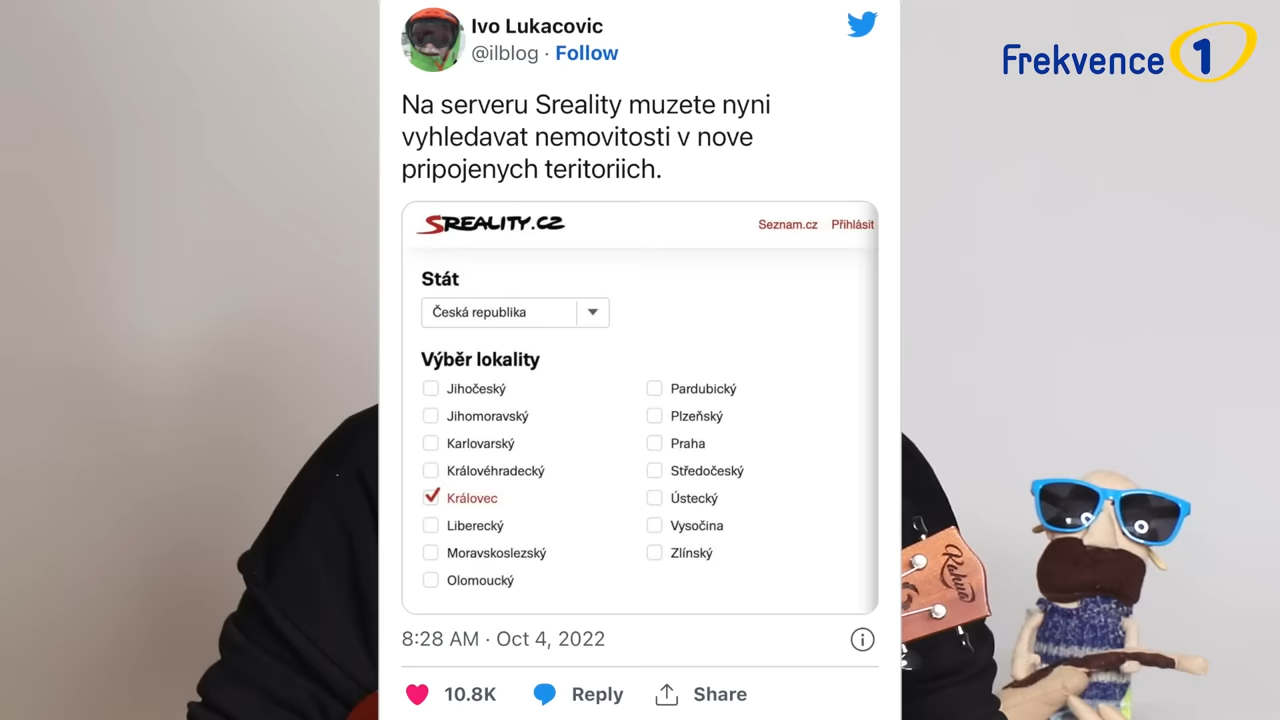 Ivo Lukacovic
@ilblog · Follow
Frekvence 1
Na serveru Sreality muzete nyni
vyhledavat nemovitosti v nove
pripojenych teritoriich.
SREALITY.CZ
Seznam.cz Přihlásit
Stát
Česká republika
Výběr lokality
Jihočeský
Jihomoravský
Karlovarský
Královéhradecký
Královec
Liberecký
Moravskoslezský
Olomoucký
Pardubický
Plzeňský
Praha
Středočeský
Ústecký
Vysočina
Zlínský
8:28 AM · Oct 4, 2022
10.8K Reply Share
Kohua